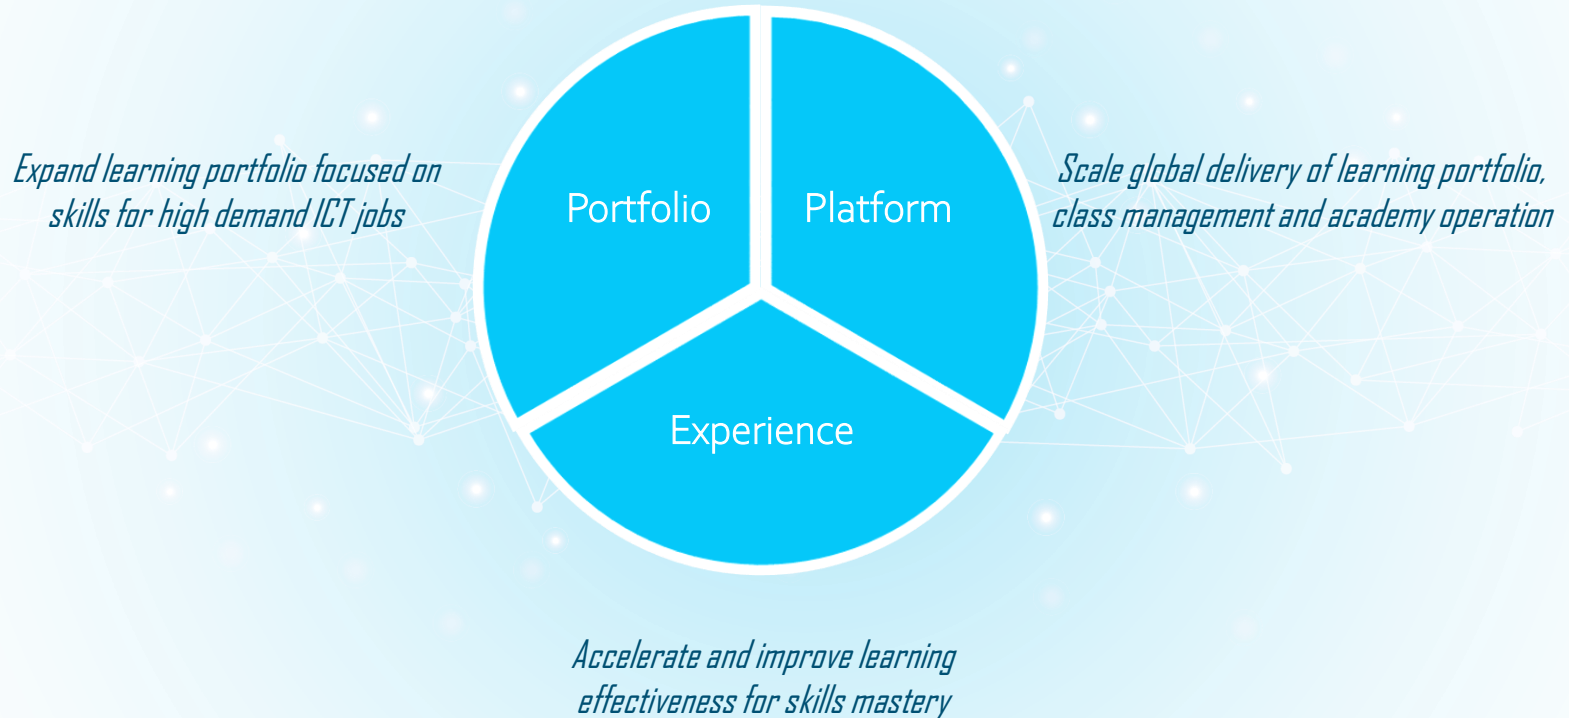 Expand learning portfolio focused on
skills for high demand ICT jobs
Portfolio
Platform
Scale global delivery of learning portfolio,
class management and academy operation
Experience
Accelerate and improve learning
effectiveness for skills mastery